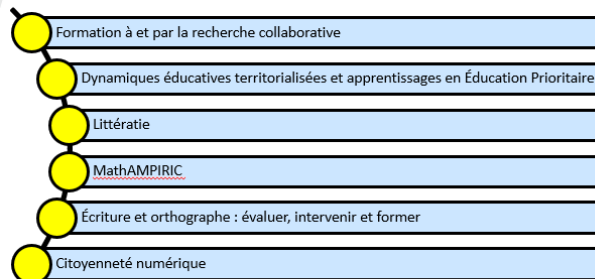 Formation à et par la recherche collaborative
Dynamiques éducatives territorialisées et apprentissages en Éducation Prioritaire
Littératie
MathAMPIRIC
Écriture et orthographe : évaluer, intervenir et former
Citoyenneté numérique